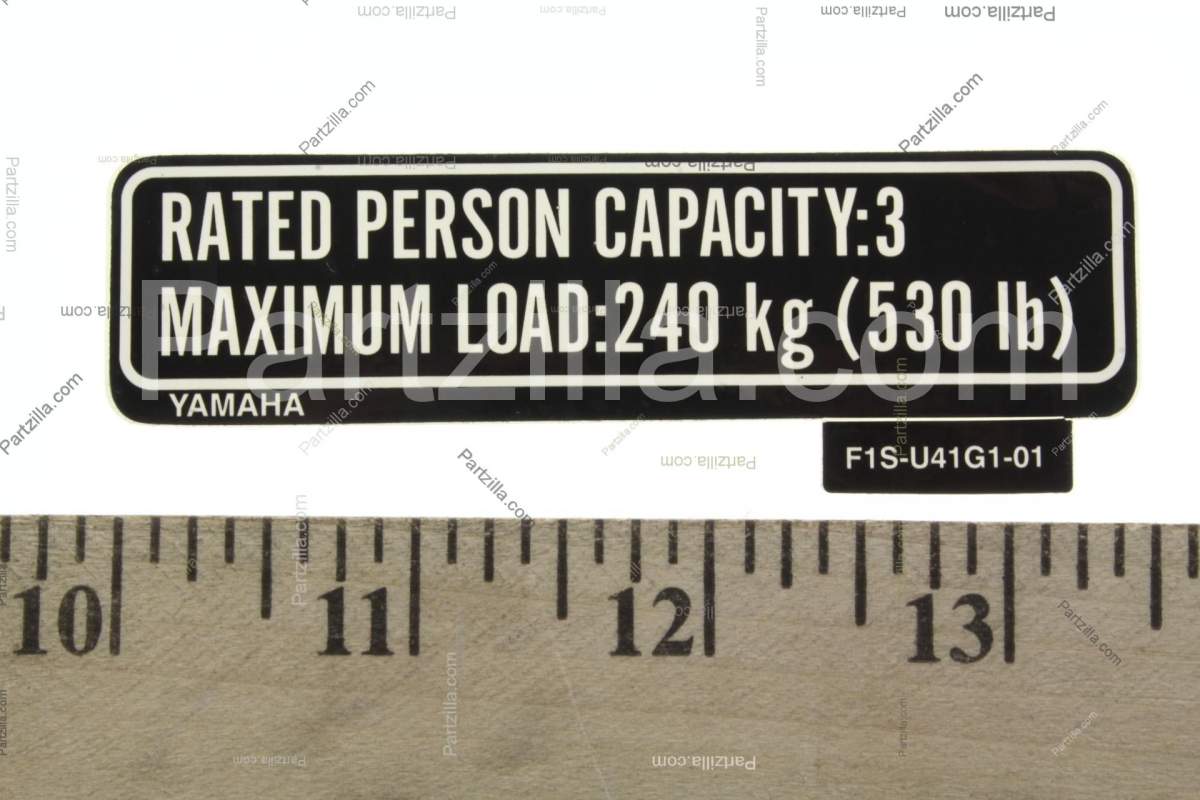 RATED PERSON CAPACITY:3
MAXIMUM LOAD:240 kg (530 lb)
YAMAHA
F1S-U41G1-01
10 11 12 13
Partzilla.com